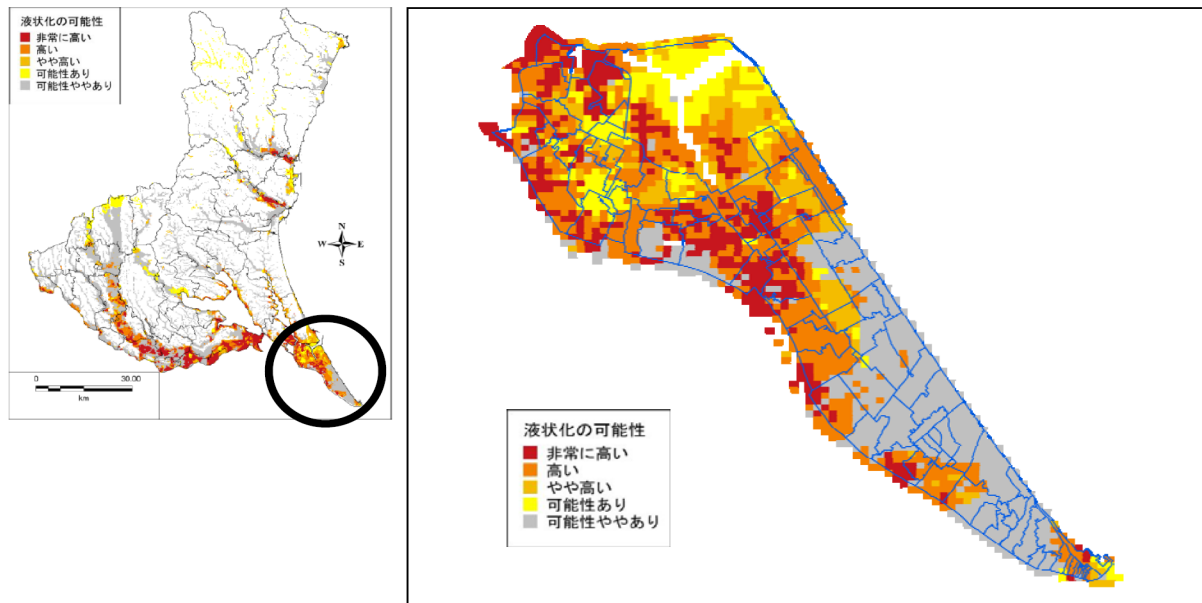 液状化の可能性
非常に高い
高い
やや高い
可能性あり
可能性ややあり
N
W E
S
0 30.00
km
液状化の可能性
非常に高い
高い
やや高い
可能性あり
可能性ややあり